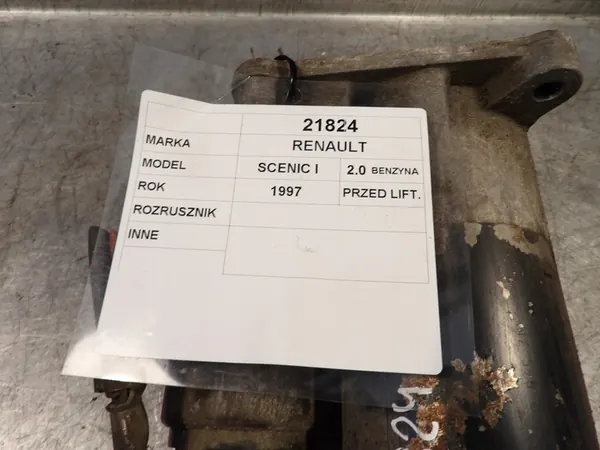 21824
MARKA RENAULT
MODEL SCENIC I 2.0 BENZYNA
ROK 1997 PRZED LIFT.
ROZRUSZNIK
INNE